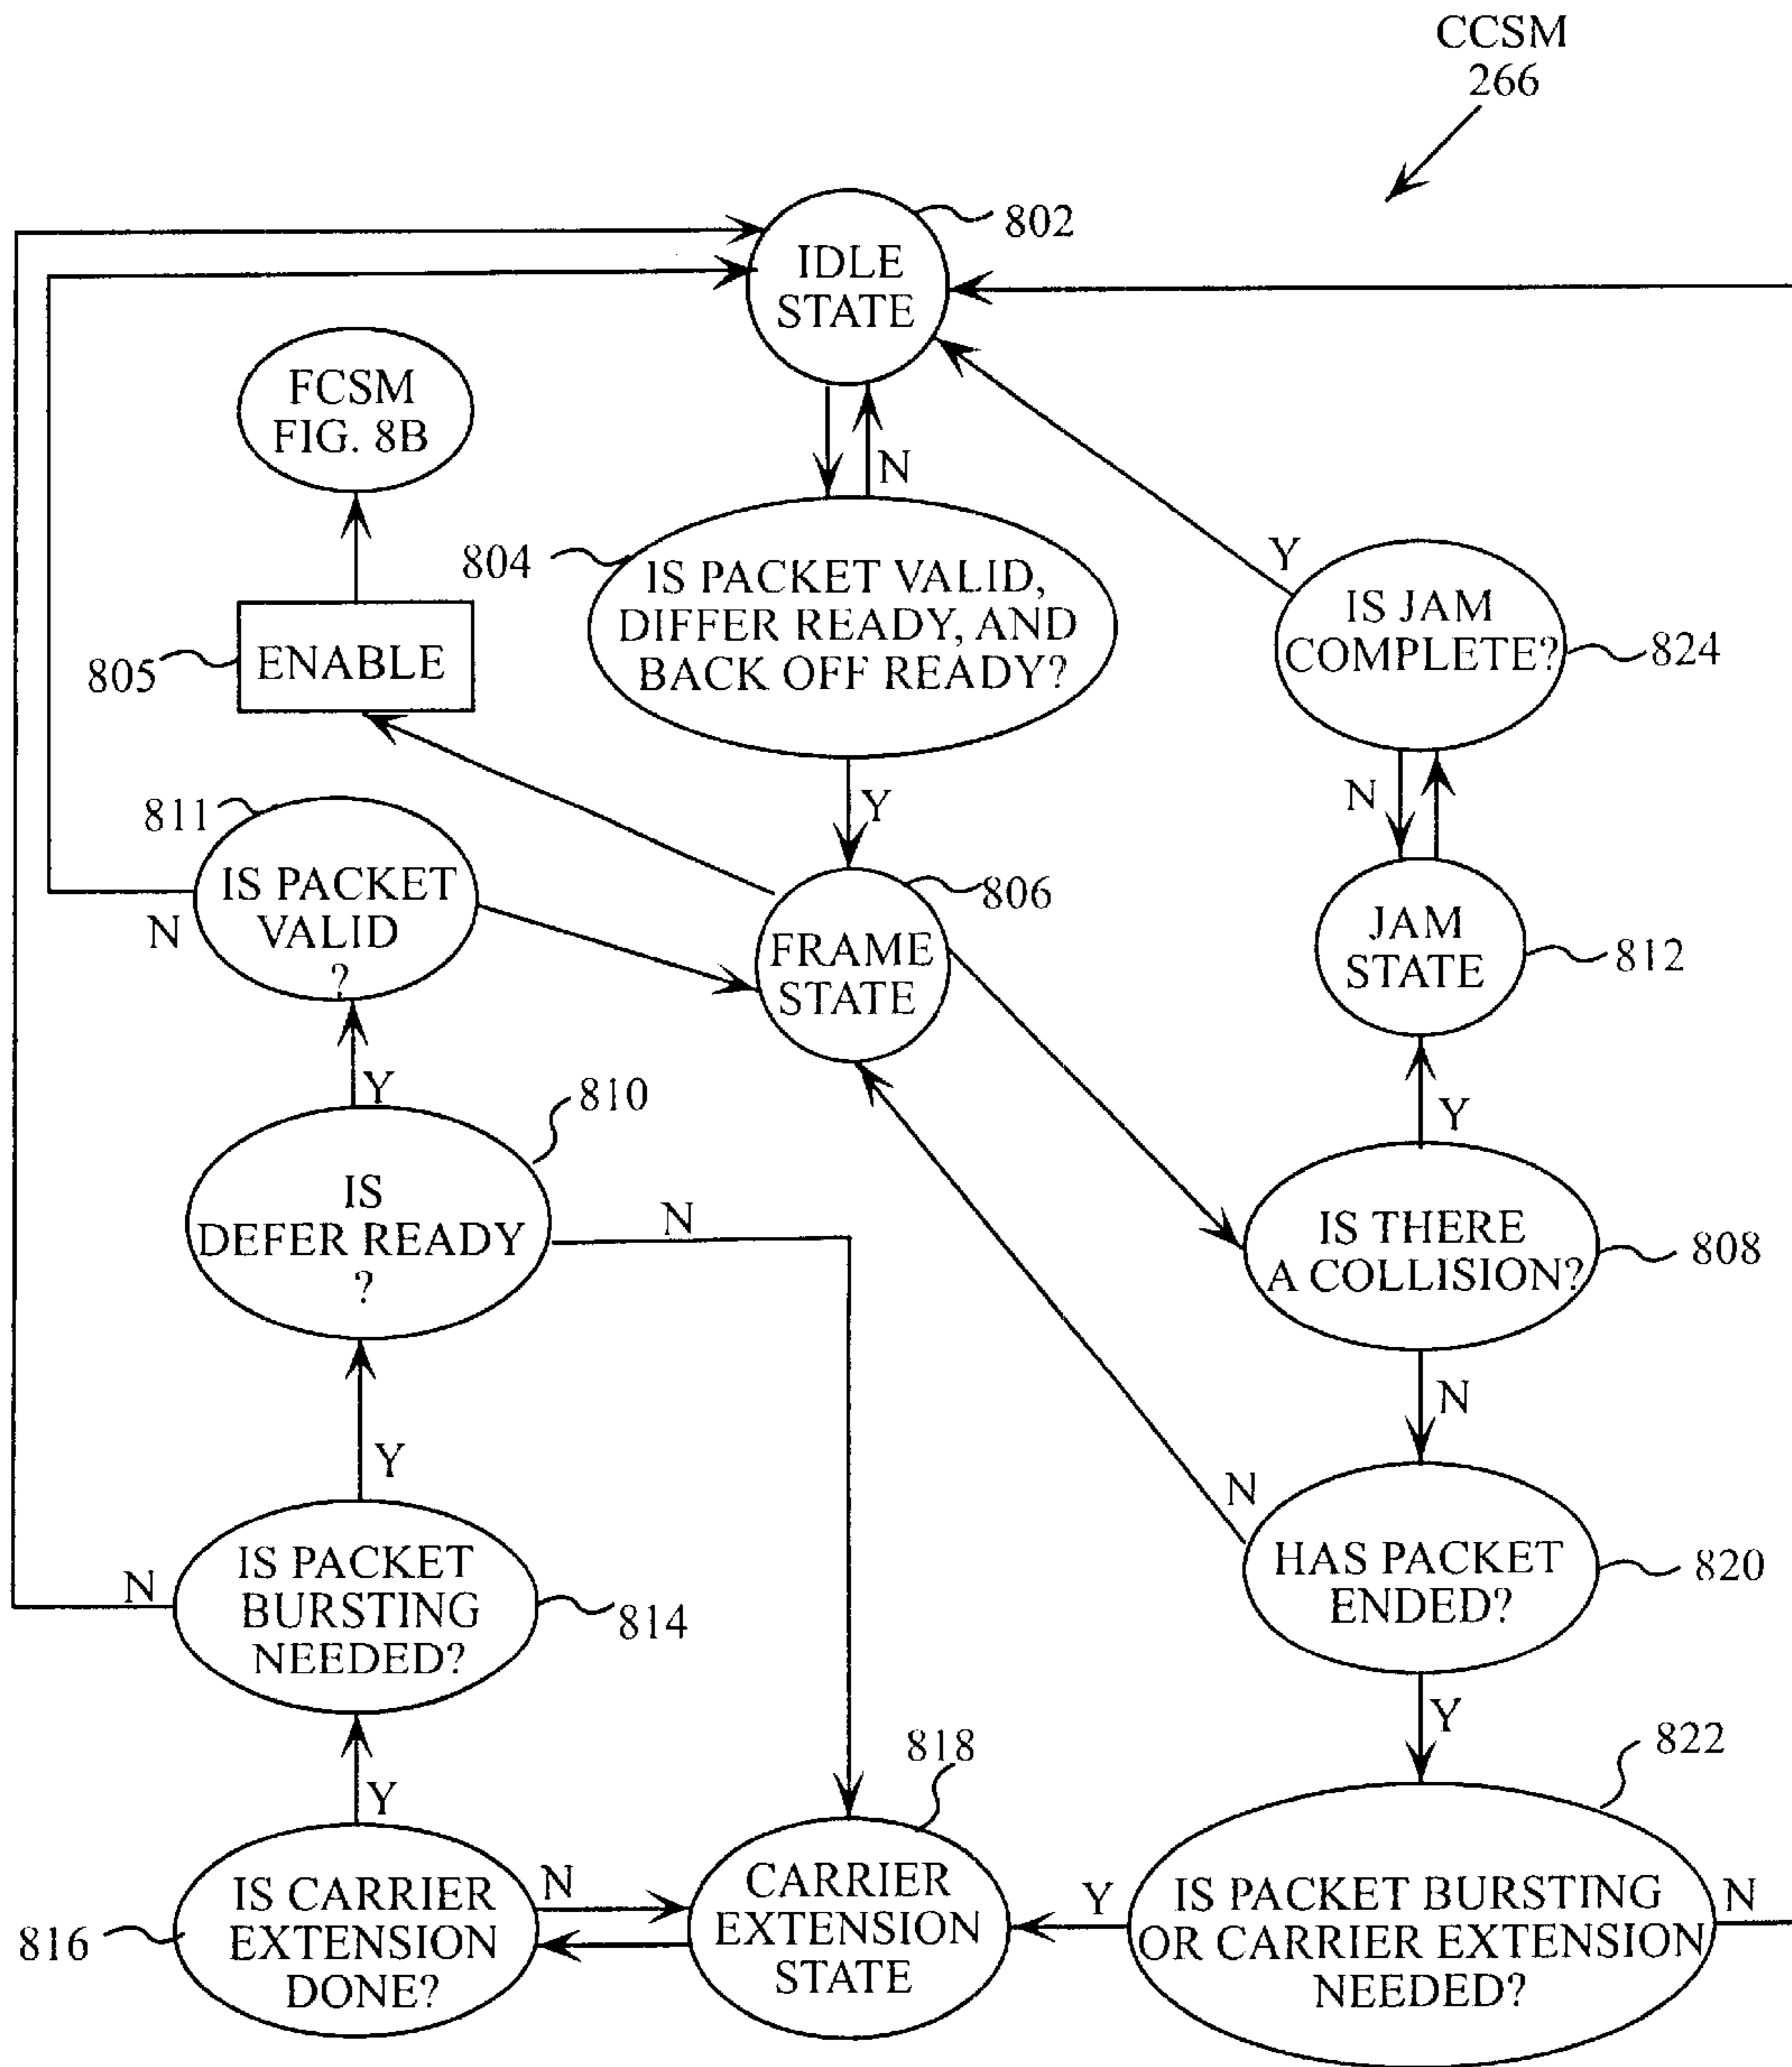 CCSM
266
802
IDLE
STATE
FCSM
FIG. 8B
N
804
IS PACKET VALID,
DIFFER READY, AND
BACK OFF READY?
Y
IS JAM
COMPLETE?
824
805
ENABLE
811
Y
N
IS PACKET
VALID
?
N
806
FRAME
STATE
JAM
STATE
812
Y
810
Y
IS
DEFER READY
?
N
IS THERE
A COLLISION?
808
N
Y
N
HAS PACKET
ENDED?
820
N
IS PACKET
BURSTING
NEEDED?
814
Y
822
818
Y
IS CARRIER
EXTENSION
DONE?
816
N
CARRIER
EXTENSION
STATE
Y
IS PACKET BURSTING
OR CARRIER EXTENSION
NEEDED?
N